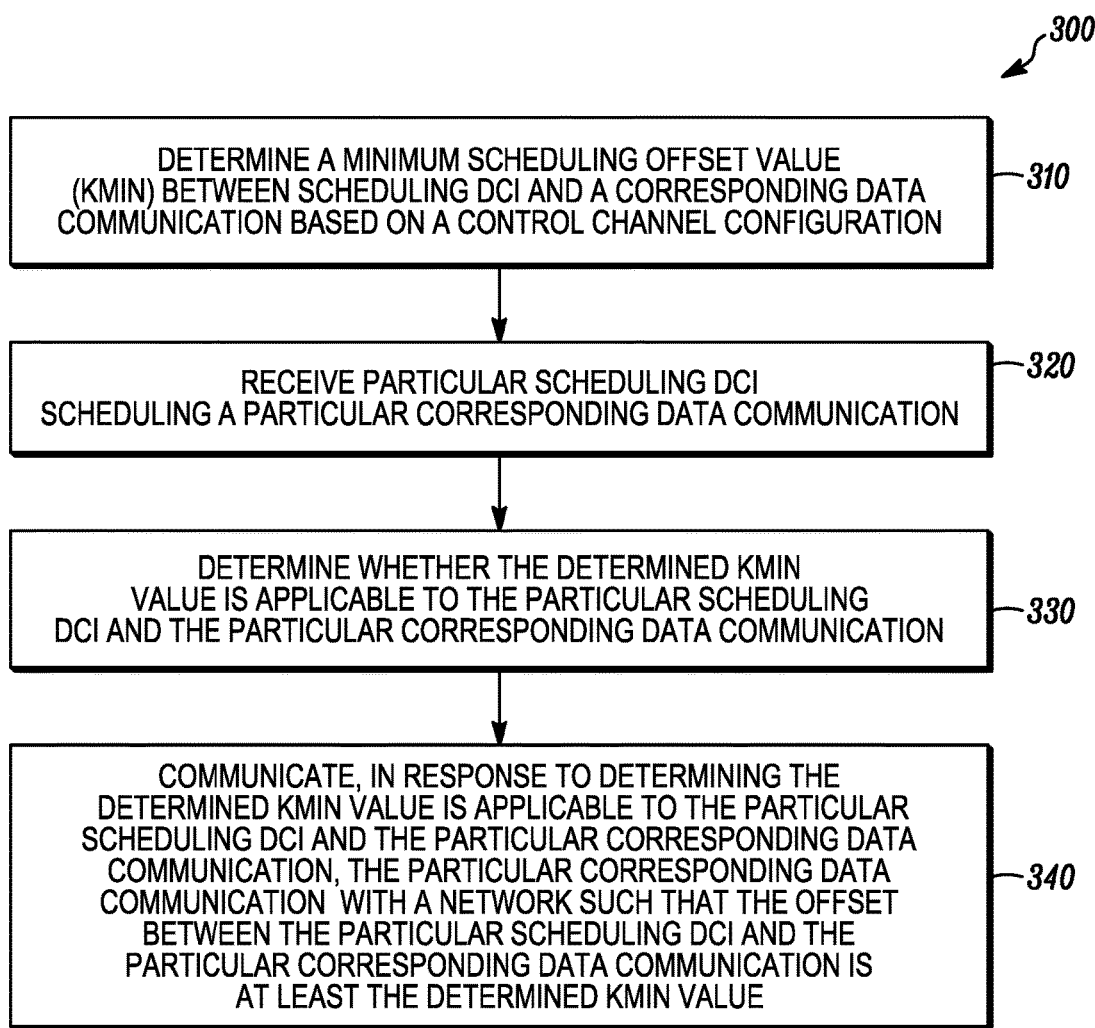 300
DETERMINE A MINIMUM SCHEDULING OFFSET VALUE
(KMIN) BETWEEN SCHEDULING DCI AND A CORRESPONDING DATA
COMMUNICATION BASED ON A CONTROL CHANNEL CONFIGURATION
310
RECEIVE PARTICULAR SCHEDULING DCI
SCHEDULING A PARTICULAR CORRESPONDING DATA COMMUNICATION
320
DETERMINE WHETHER THE DETERMINED KMIN
VALUE IS APPLICABLE TO THE PARTICULAR SCHEDULING
DCI AND THE PARTICULAR CORRESPONDING DATA COMMUNICATION
330
COMMUNICATE, IN RESPONSE TO DETERMINING THE
DETERMINED KMIN VALUE IS APPLICABLE TO THE PARTICULAR
SCHEDULING DCI AND THE PARTICULAR CORRESPONDING DATA
COMMUNICATION, THE PARTICULAR CORRESPONDING DATA
COMMUNICATION WITH A NETWORK SUCH THAT THE OFFSET
BETWEEN THE PARTICULAR SCHEDULING DCI AND THE
PARTICULAR CORRESPONDING DATA COMMUNICATION IS
AT LEAST THE DETERMINED KMIN VALUE
340